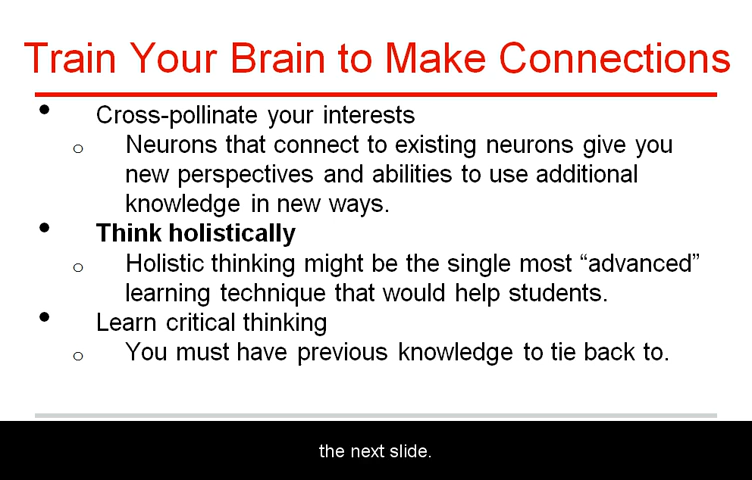 Train Your Brain to Make Connections
• Cross-pollinate your interests
o Neurons that connect to existing neurons give you
new perspectives and abilities to use additional
knowledge in new ways.
• Think holistically
o Holistic thinking might be the single most “advanced”
learning technique that would help students.
• Learn critical thinking
o You must have previous knowledge to tie back to.
the next slide.